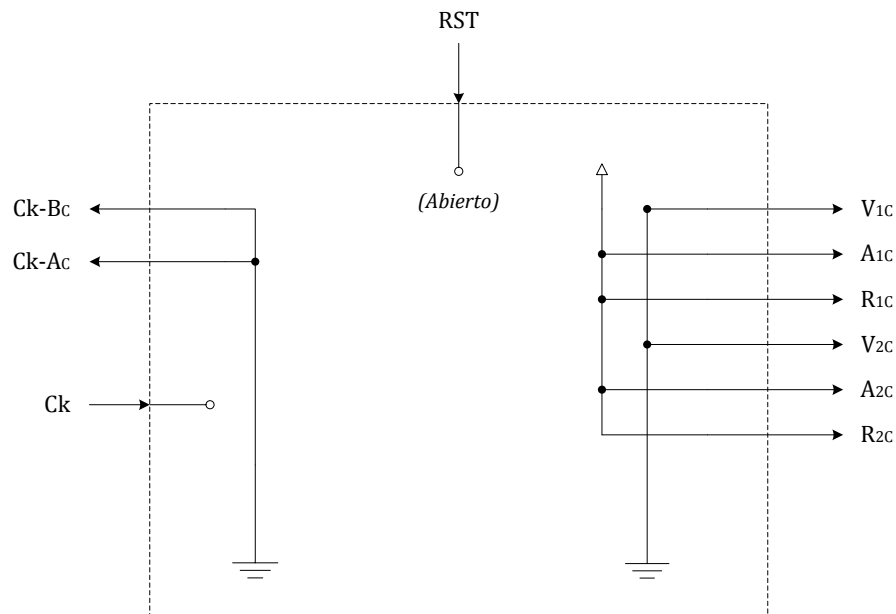 RST
(Abierto)
Ck-BC
Ck-AC
Ck
V1C
A1C
R1C
V2C
A2C
R2C